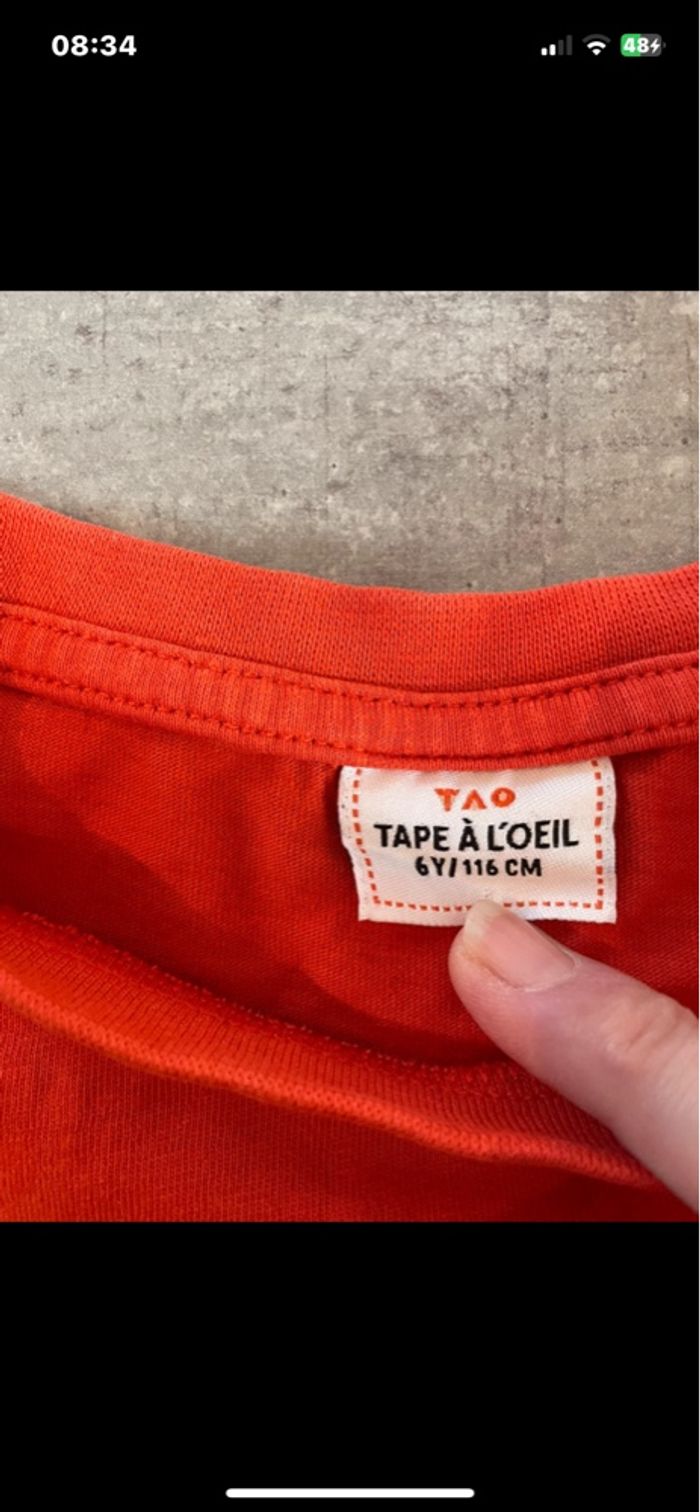 08:34
48
TAO
TAPE À L'OEIL
6Y/116 CM